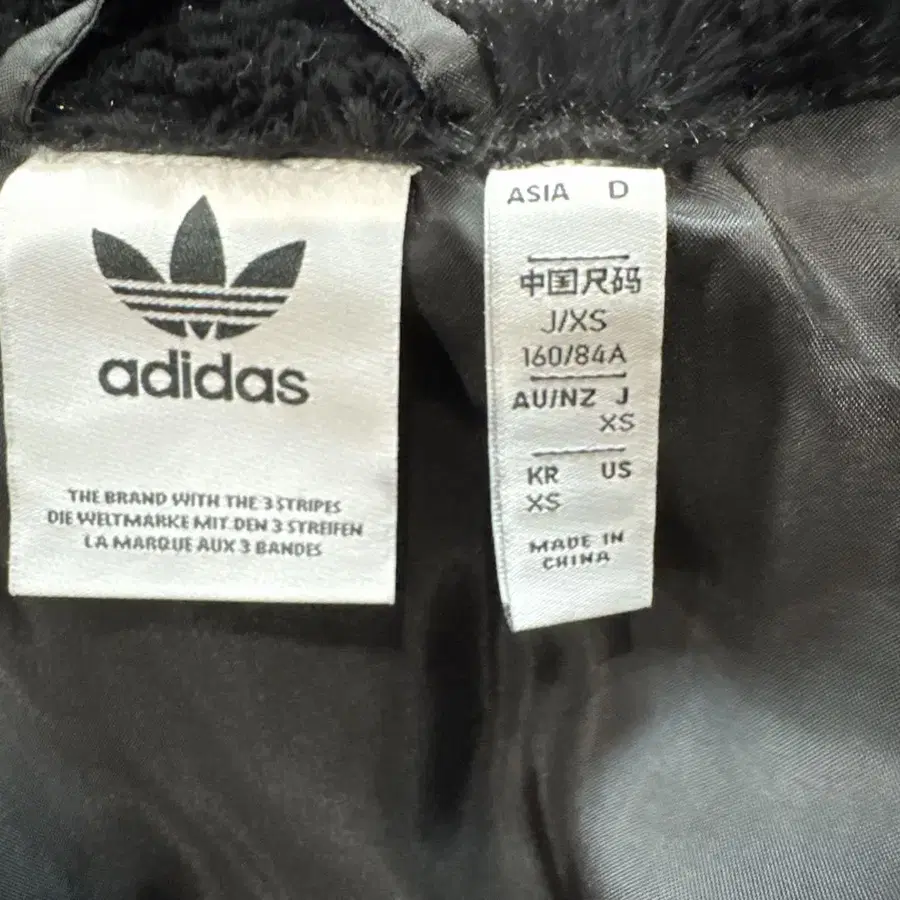 adidas
THE BRAND WITH THE 3 STRIPES
DIE WELTMARKE MIT DEN 3 STREIFEN
LA MARQUE AUX 3 BANDES
ASIA D
中国尺码
J/XS
160/84A
AU/NZ J
XS
KR US
XS
MADE IN
CHINA